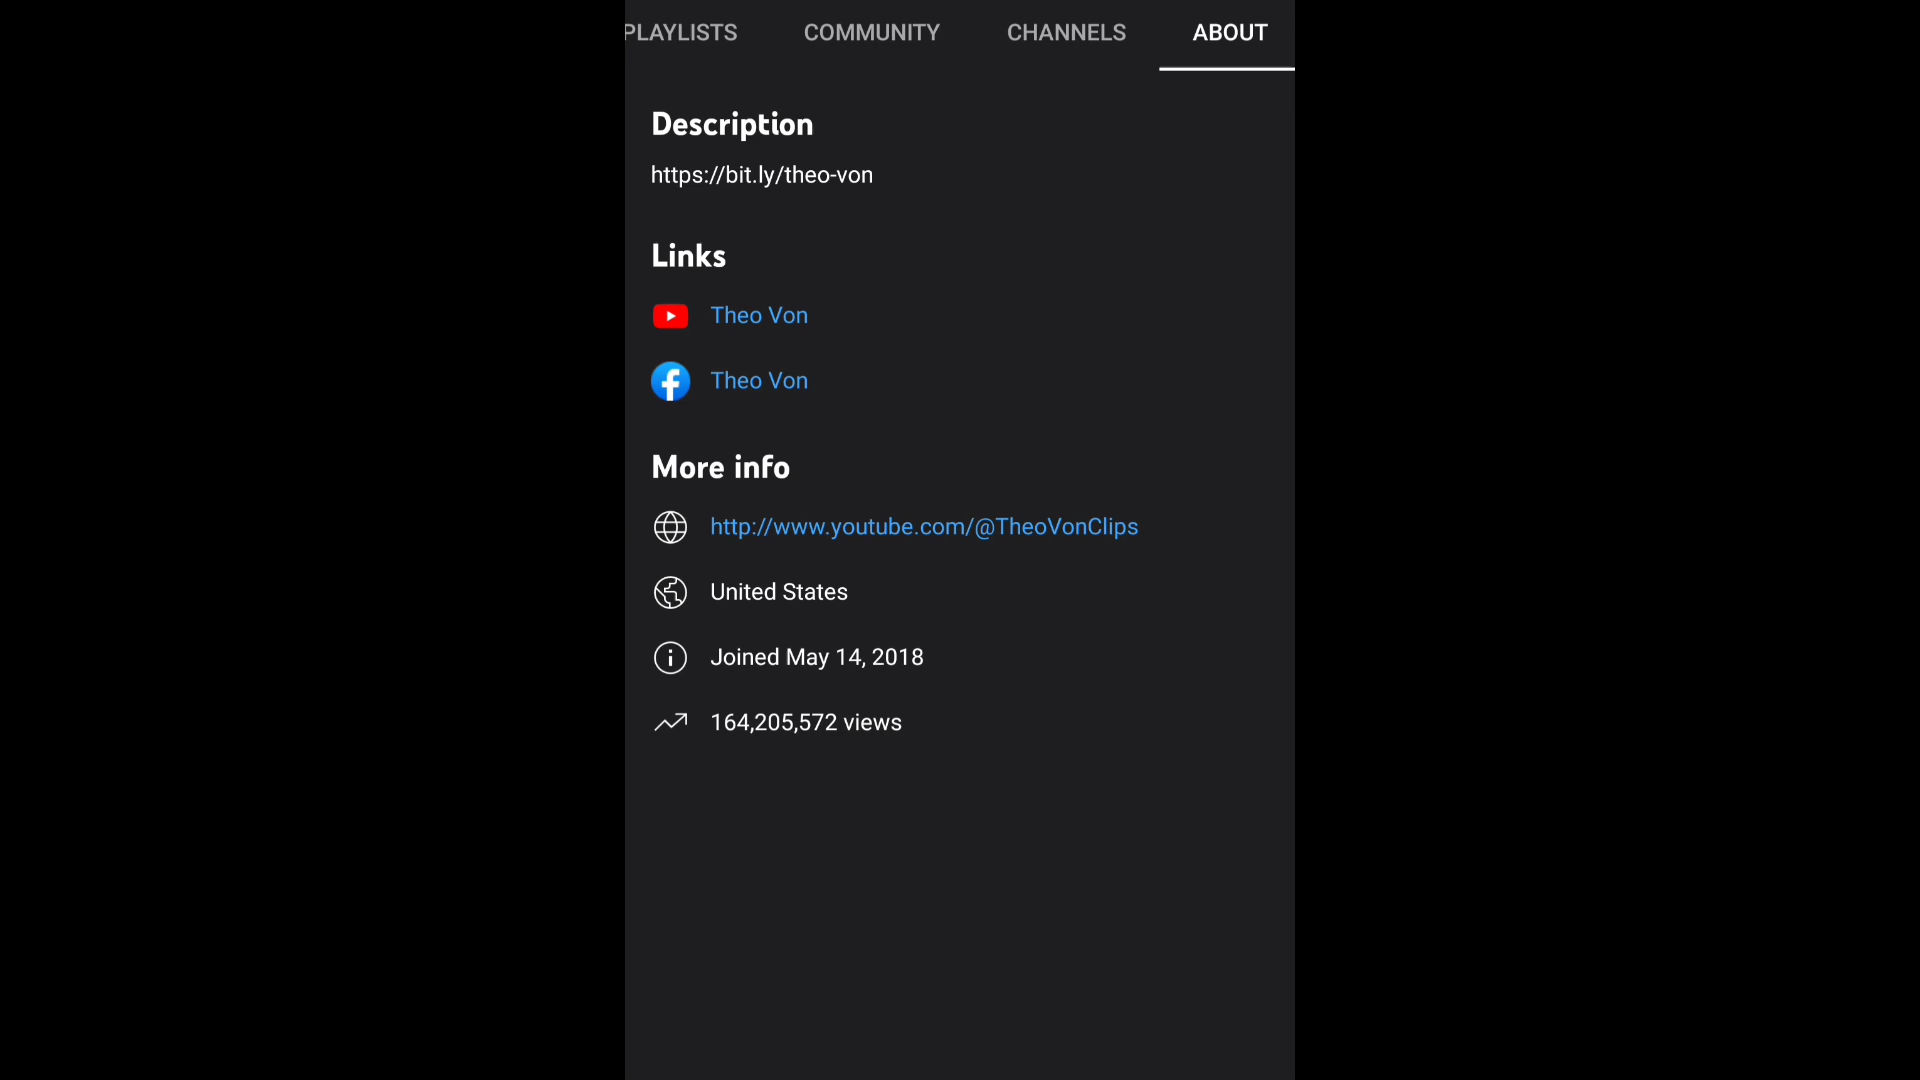 PLAYLISTS COMMUNITY CHANNELS ABOUT
Description
https://bit.ly/theo-von
Links
Theo Von
Theo Von
More info
http://www.youtube.com/@TheoVonClips
United States
Joined May 14, 2018
164,205,572 views